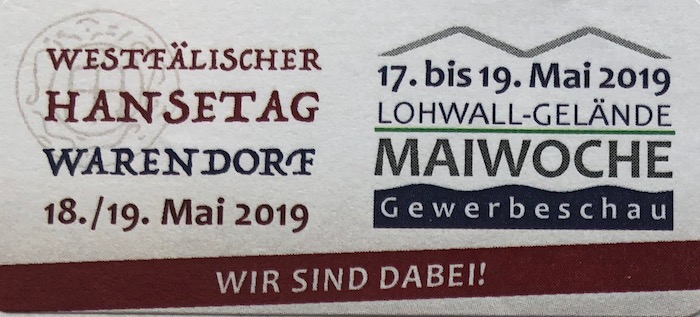 WESTFÄLISCHER
HANSETAG
WARENDORF
18./19. Mai 2019
17. bis 19. Mai 2019
LOHWALL-GELÄNDE
MAIWOCHE
Gewerbeschau
WIR SIND DABEI!